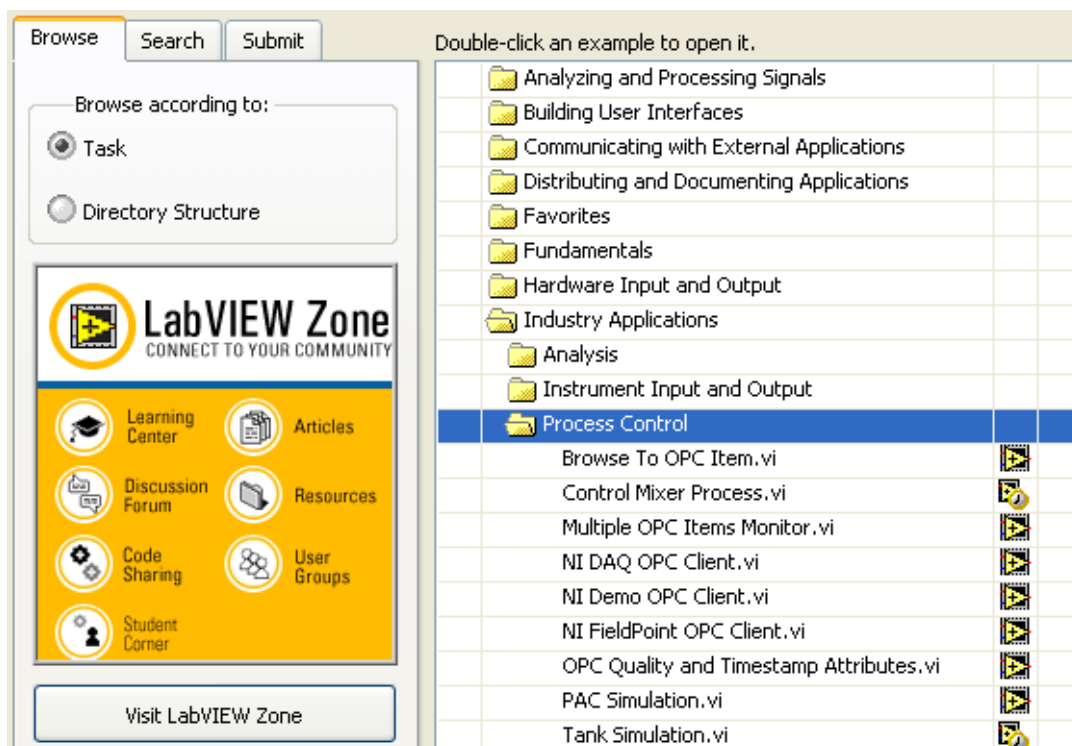 Browse
Search
Submit
Browse according to:
Task
Directory Structure
LabVIEW Zone
CONNECT TO YOUR COMMUNITY
Learning
Center
Articles
Discussion
Forum
Resources
Code
Sharing
User
Groups
Student
Corner
Visit LabVIEW Zone
Double-click an example to open it.
Analyzing and Processing Signals
Building User Interfaces
Communicating with External Applications
Distributing and Documenting Applications
Favorites
Fundamentals
Hardware Input and Output
Industry Applications
Analysis
Instrument Input and Output
Process Control
Browse To OPC Item.vi
Control Mixer Process.vi
Multiple OPC Items Monitor.vi
NI DAQ OPC Client.vi
NI Demo OPC Client.vi
NI FieldPoint OPC Client.vi
OPC Quality and Timestamp Attributes.vi
PAC Simulation.vi
Tank Simulation.vi